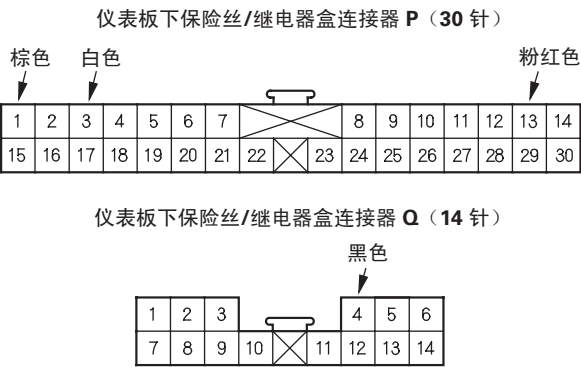 仪表板下保险丝/继电器盒连接器 P（30 针）
棕色 白色 粉红色
1 2 3 4 5 6 7 8 9 10 11 12 13 14
15 16 17 18 19 20 21 22 23 24 25 26 27 28 29 30
仪表板下保险丝/继电器盒连接器 Q（14 针）
黑色
1 2 3 4 5 6
7 8 9 10 11 12 13 14